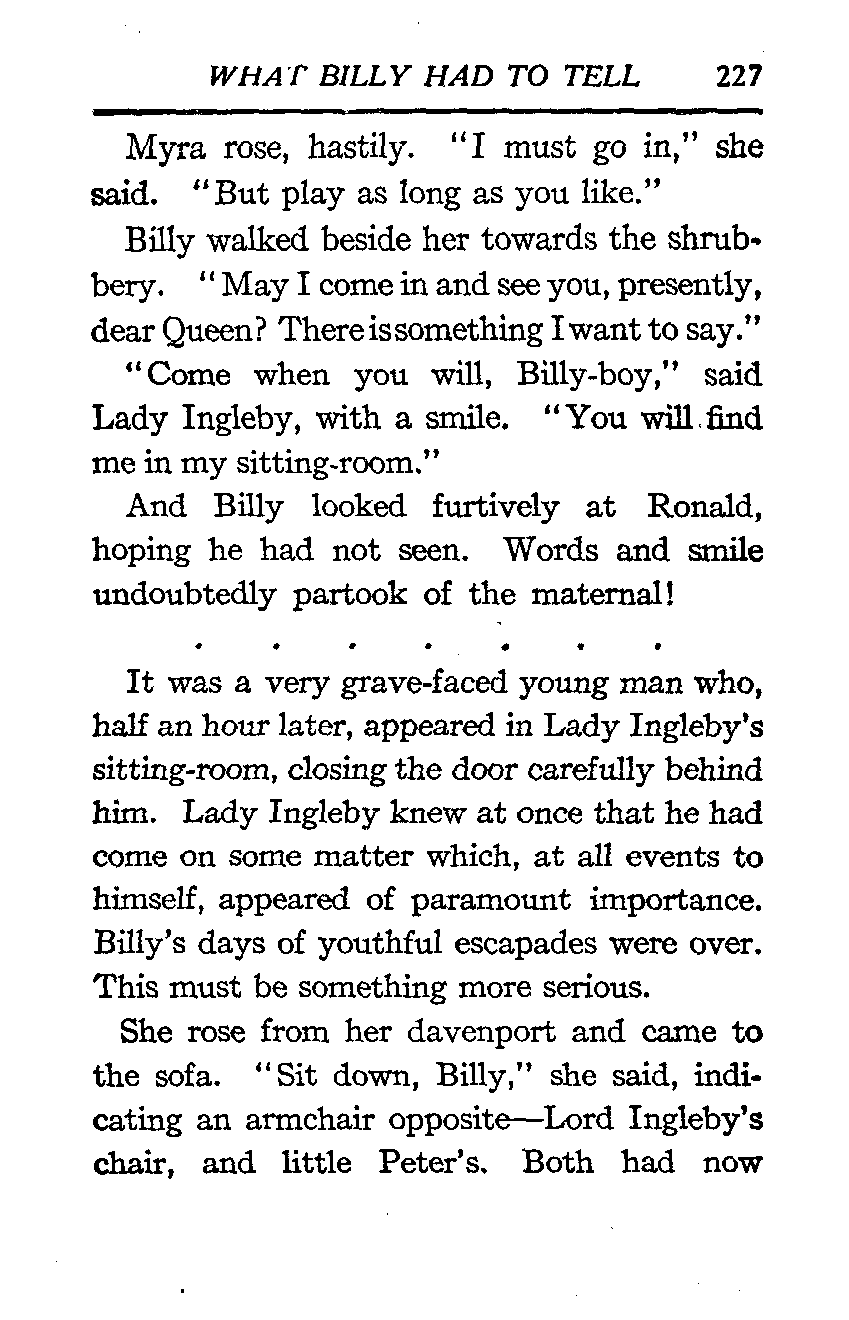 WHAT BILLY HAD TO TELL 227
Myra rose, hastily. "I must go in," she
said. "But play as long as you like."
Billy walked beside her towards the shrub-
bery. "May I come in and see you, presently,
dear Queen? There is something I want to say."
"Come when you will, Billy-boy," said
Lady Ingleby, with a smile. "You will find
me in my sitting-room."
And Billy looked furtively at Ronald,
hoping he had not seen. Words and smile
undoubtedly partook of the maternal!
. . . . . . .
It was a very grave-faced young man who,
half an hour later, appeared in Lady Ingleby's
sitting-room, closing the door carefully behind
him. Lady Ingleby knew at once that he had
come on some matter which, at all events to
himself, appeared of paramount importance.
Billy's days of youthful escapades were over.
This must be something more serious.
She rose from her davenport and came to
the sofa. "Sit down, Billy," she said, indi-
cating an armchair opposite—Lord Ingleby's
chair, and little Peter's. Both had now